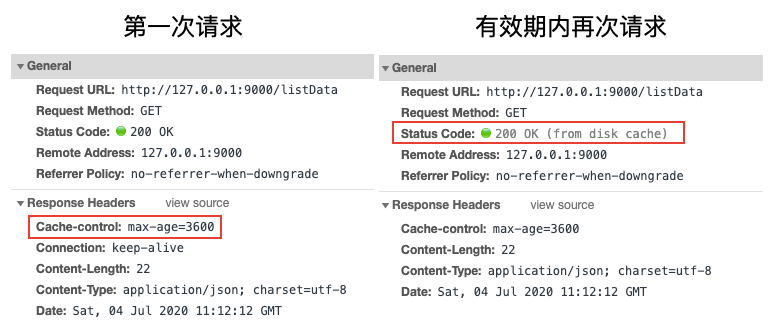 第一次请求
General
Request URL: http://127.0.0.1:9000/listData
Request Method: GET
Status Code: 200 OK
Remote Address: 127.0.0.1:9000
Referrer Policy: no-referrer-when-downgrade
Response Headers view source
Cache-control: max-age=3600
Connection: keep-alive
Content-Length: 22
Content-Type: application/json; charset=utf-8
Date: Sat, 04 Jul 2020 11:12:12 GMT
有效期内再次请求
General
Request URL: http://127.0.0.1:9000/listData
Request Method: GET
Status Code: 200 OK (from disk cache)
Remote Address: 127.0.0.1:9000
Referrer Policy: no-referrer-when-downgrade
Response Headers view source
Cache-control: max-age=3600
Content-Length: 22
Content-Type: application/json; charset=utf-8
Date: Sat, 04 Jul 2020 11:12:12 GMT